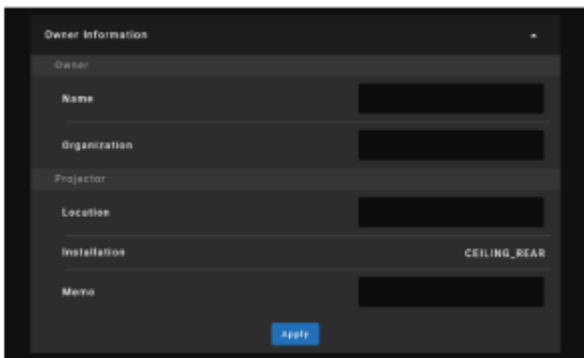 Owner Information
Owner
Name
Organization
Projector
Location
Installation CEILING_REAR
Memo
Apply